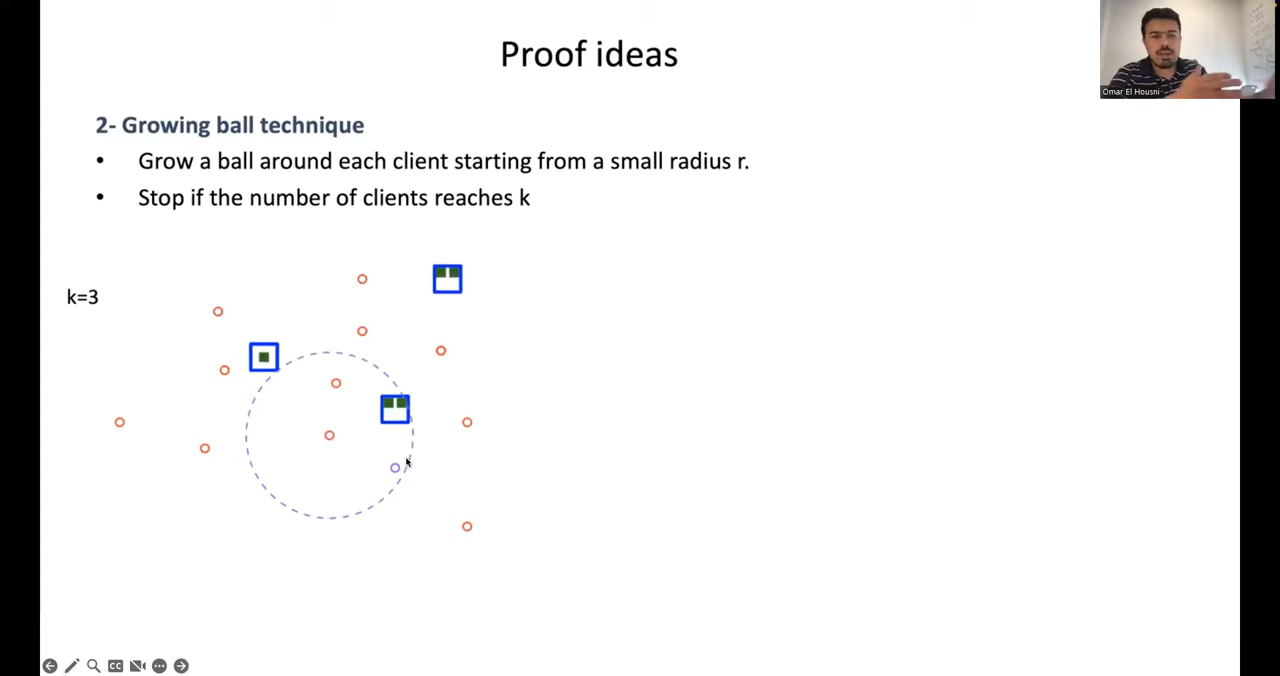 Proof ideas
Omar El Housni
2- Growing ball technique
• Grow a ball around each client starting from a small radius r.
• Stop if the number of clients reaches k
k=3
CC